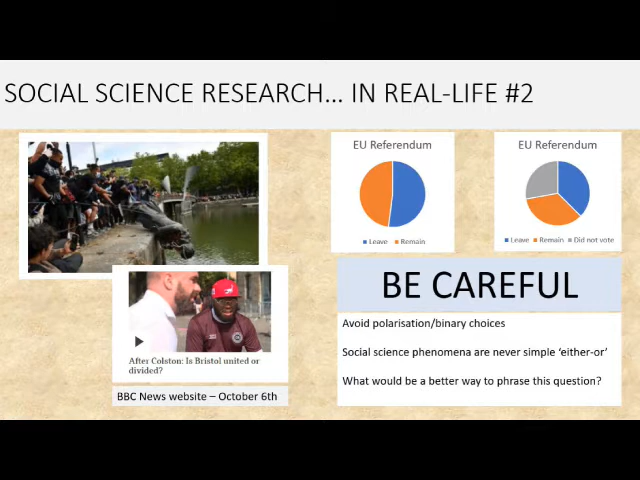 SOCIAL SCIENCE RESEARCH... IN REAL-LIFE #2
EU Referendum
Leave Remain
EU Referendum
Leave Remain Did not vote
BE CAREFUL
Avoid polarisation/binary choices
Social science phenomena are never simple ‘either-or’
What would be a better way to phrase this question?
After Colston: Is Bristol united or
divided?
BBC News website – October 6th